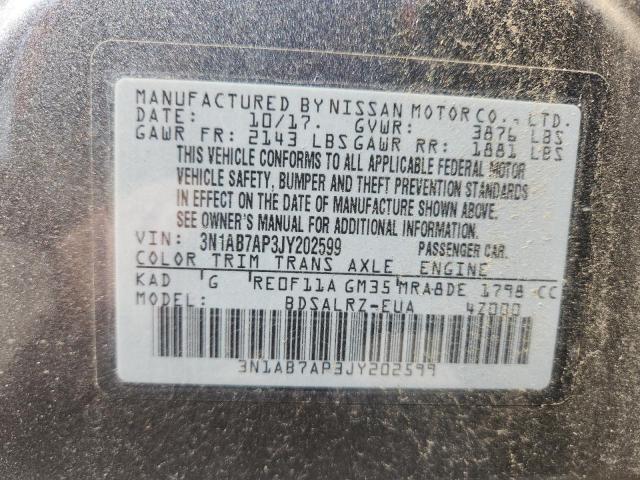 MANUFACTURED BY NISSAN MOTOR CO., LTD.
DATE: 10/17. GVWR: 3876 LBS
GAWR FR: 2143 LBS GAWR RR: 1881 LBS
THIS VEHICLE CONFORMS TO ALL APPLICABLE FEDERAL MOTOR
VEHICLE SAFETY, BUMPER AND THEFT PREVENTION STANDARDS
IN EFFECT ON THE DATE OF MANUFACTURE SHOWN ABOVE.
SEE OWNER'S MANUAL FOR ADDITIONAL INFORMATION.
VIN: 3N1AB7AP3JY202599 PASSENGER CAR.
COLOR TRIM TRANS AXLE ENGINE
KAD G RE0F11A GM35 MRA8DE 1798 CC
MODEL: BDSALRZ-EUA 4Z000
3N1AB7AP3JY202599